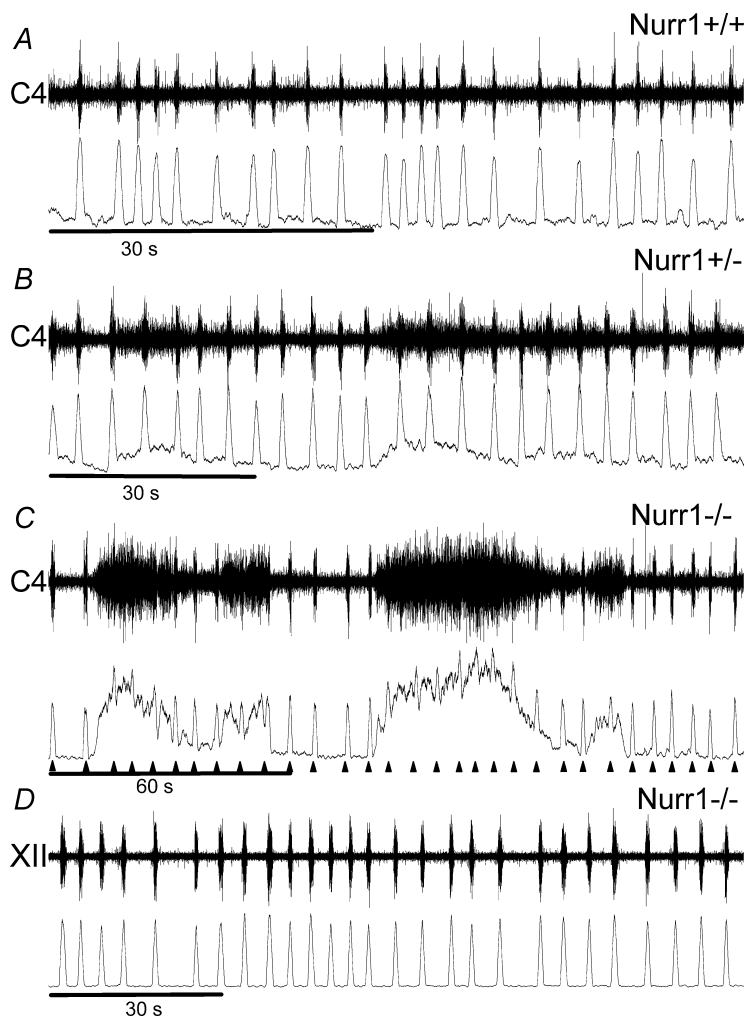 A
Nurr1+/+
C4
30 s
B
Nurr1+/-
C4
30 s
C
Nurr1-/-
C4
60 s
D
Nurr1-/-
XII
30 s